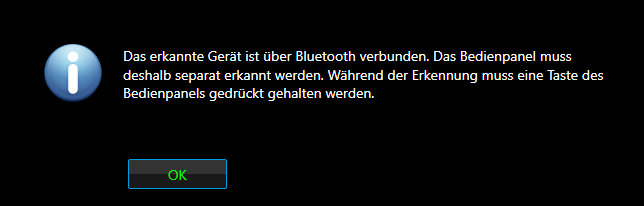 Das erkannte Gerät ist über Bluetooth verbunden. Das Bedienpanel muss
deshalb separat erkannt werden. Während der Erkennung muss eine Taste des
Bedienpanels gedrückt gehalten werden.
OK